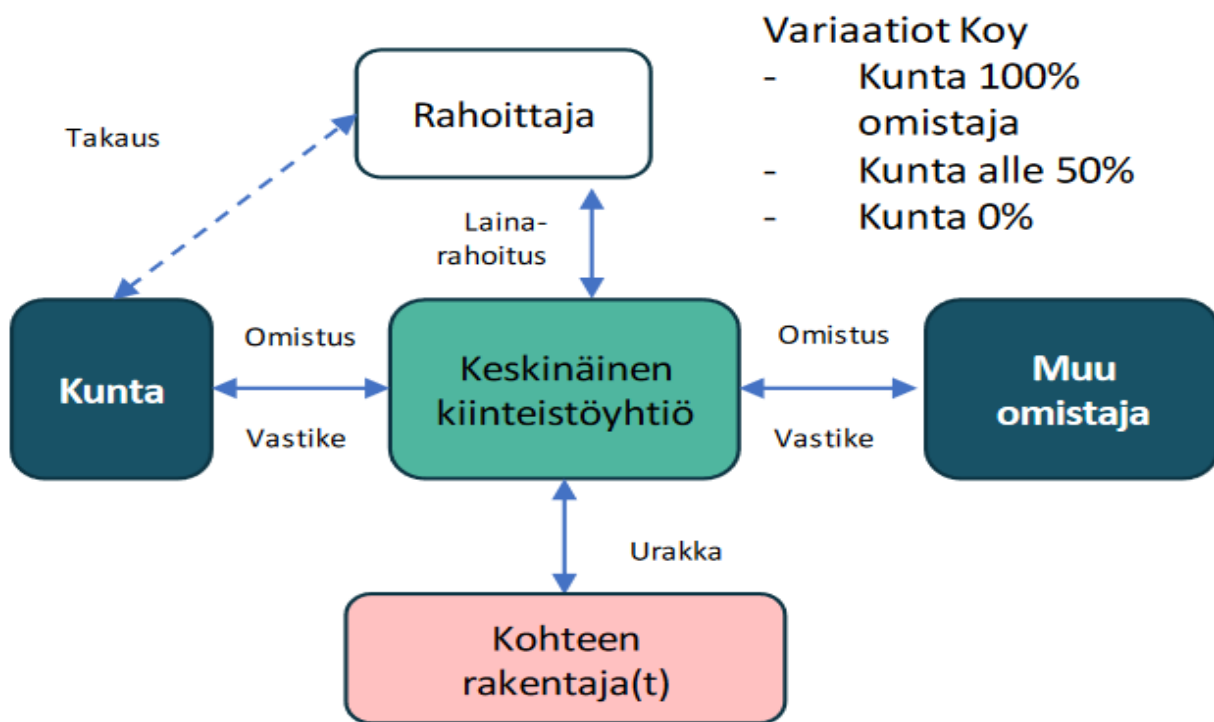 Variaatiot Koy
- Kunta 100%
omistaja
- Kunta alle 50%
- Kunta 0%
Rahoittaja
Takaus
Laina-
rahoitus
Kunta
Omistus
Vastike
Keskinäinen
kiinteistöyhtiö
Omistus
Vastike
Muu
omistaja
Urakka
Kohteen
rakentaja(t)